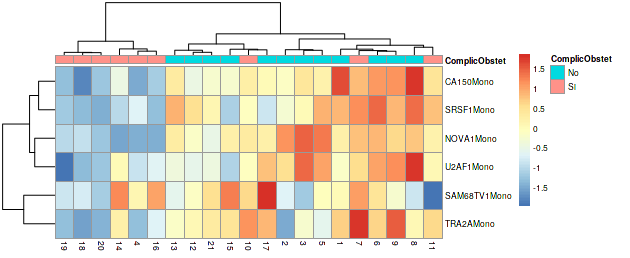 ComplicObstet
CA150Mono
SRSF1Mono
NOVA1Mono
U2AF1Mono
SAM68TV1Mono
TRA2AMono
19 18 20 14 4 16 13 12 21 15 10 17 2 3 5 1 7 6 9 8 11
1.5
1
0.5
0
-0.5
-1
-1.5
ComplicObstet
No
SI